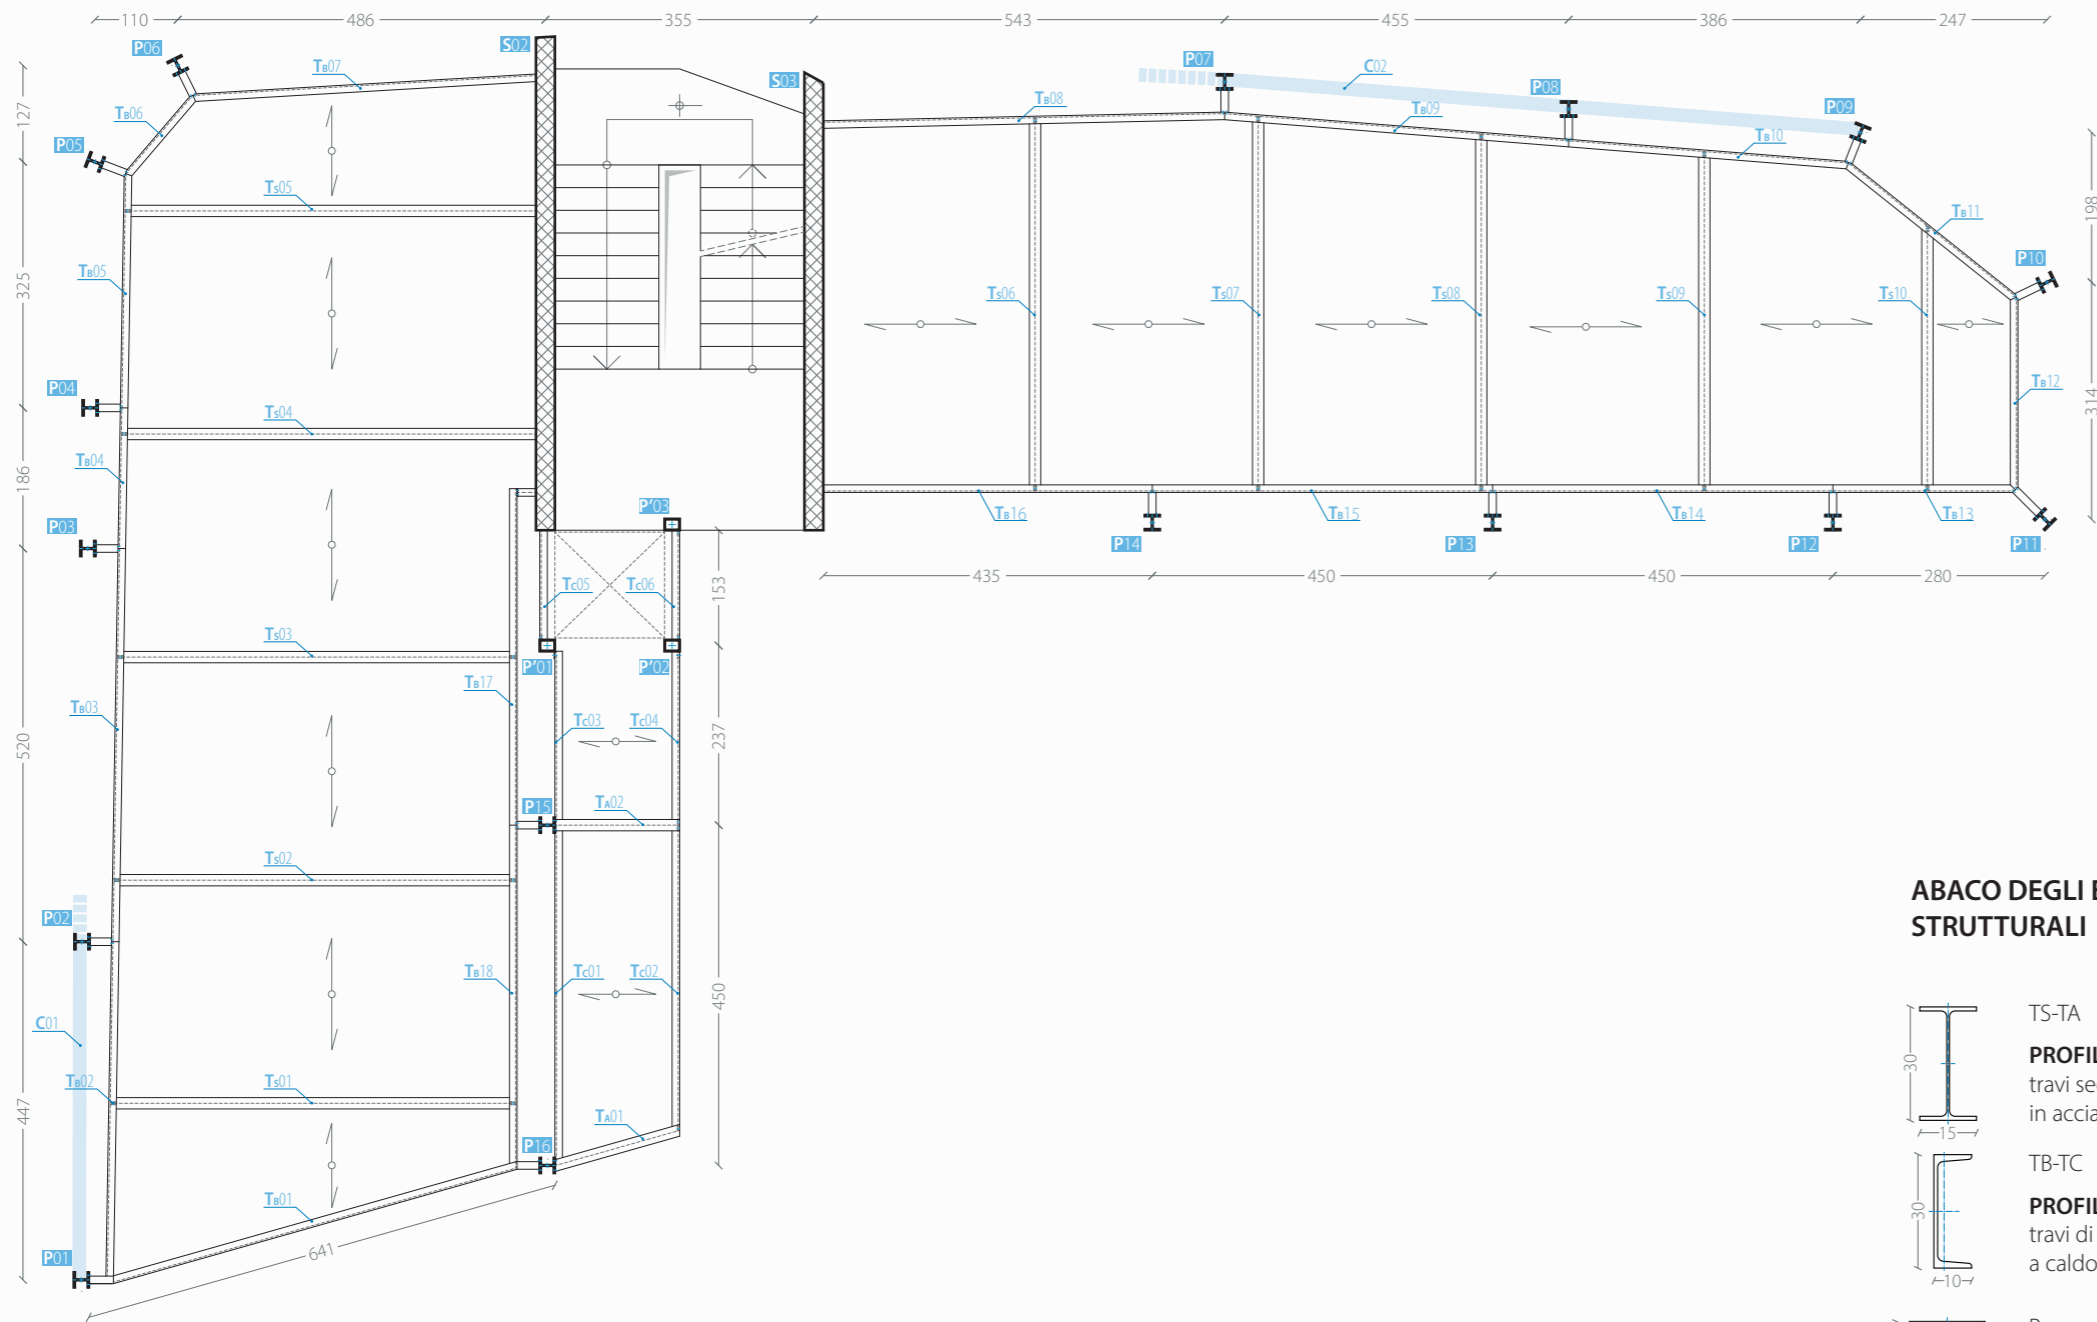 110 486 355 543 455 386 247
P06 S02 P07
TB07 S03 C02 P08
127 TB06 TB08 TB09 P09
P05 TB10
TS05 198
TB11
325 TB05 P10
TS06 TS07 TS08 TS09 TS10
P04 TB12
TS04 314
186 TB04
P03 P'03 TB16 TB15 TB14 TB13
P14 P13 P12 P11
TC05 TC06 153 435 450 450 280
TS03
P'01 P'02
TB17
TB03 TC03 TC04
520 237
P15 TA02
TS02
P02
ABACO DEGLI E
STRUTTURALI
TB18 TC01 TC02
450
C01
TS-TA
30
PROFIL
TB02 TS01
travi se
447 TA01
in accia
15
P16
TB-TC
TB01
30
PROFIL
travi di
641
P01
a caldo
10